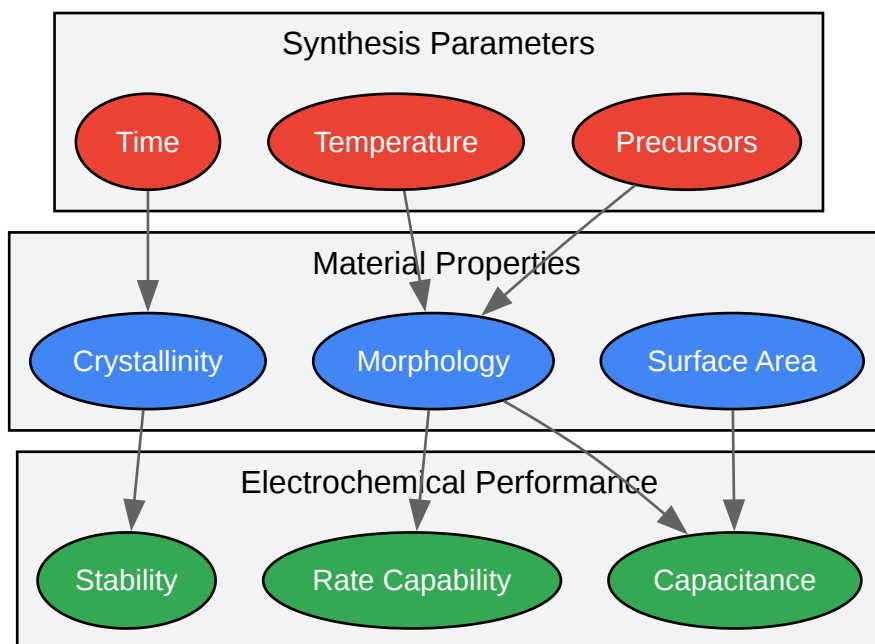 Synthesis Parameters
Time
Temperature
Precursors
Material Properties
Crystallinity
Morphology
Surface Area
Electrochemical Performance
Stability
Rate Capability
Capacitance